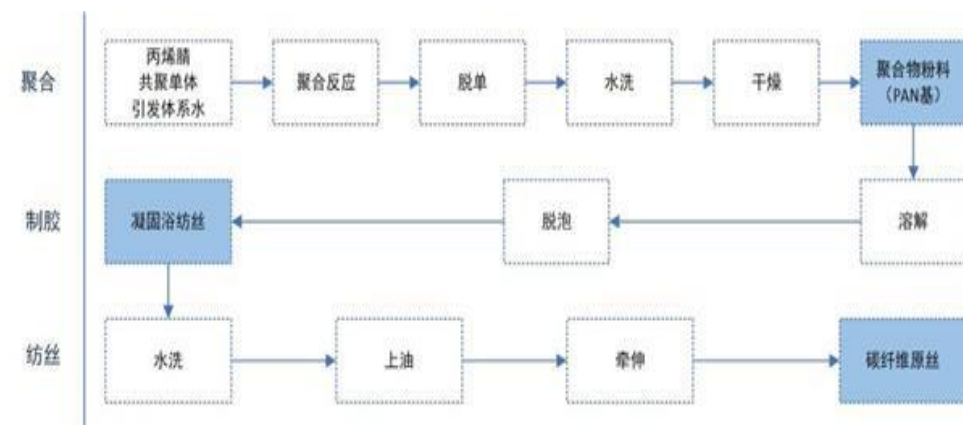 聚合
丙烯腈
共聚单体
引发体系水
聚合反应
脱单
水洗
干燥
聚合物粉料
(PAN基)
制胶
凝固浴纺丝
脱泡
溶解
纺丝
水洗
上油
牵伸
碳纤维原丝